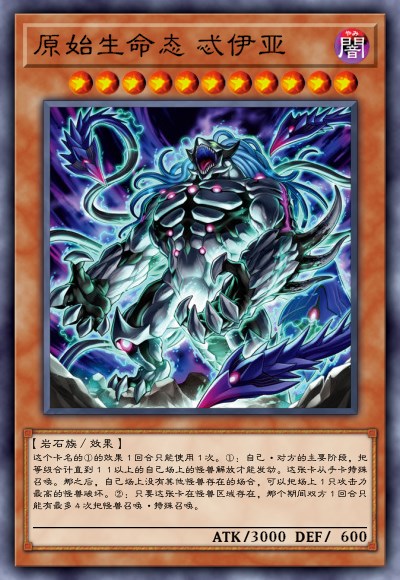 原始生命态 忒伊亚
やみ
闇
【岩石族/效果】
这个卡名的①的效果1回合只能使用1次。①：自己·对方的主要阶段，把
等级合计直到11以上的自己场上的怪兽解放才能发动。这张卡从手卡特殊
召唤。那之后，自己场上没有其他怪兽存在的场合，可以把场上1只攻击力
最高的怪兽破坏。②：只要这张卡在怪兽区域存在，那个期间双方1回合只
能有最多4次把怪兽召唤·特殊召唤。
ATK/3000 DEF/ 600